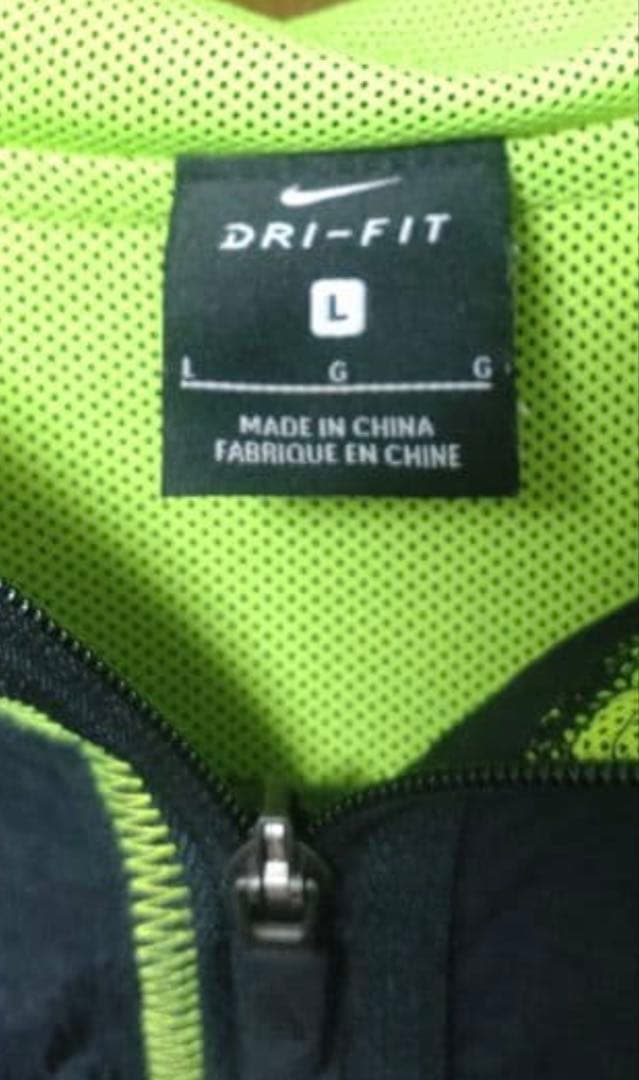 DRI-FIT
L
L G G
MADE IN CHINA
FABRIQUE EN CHINE